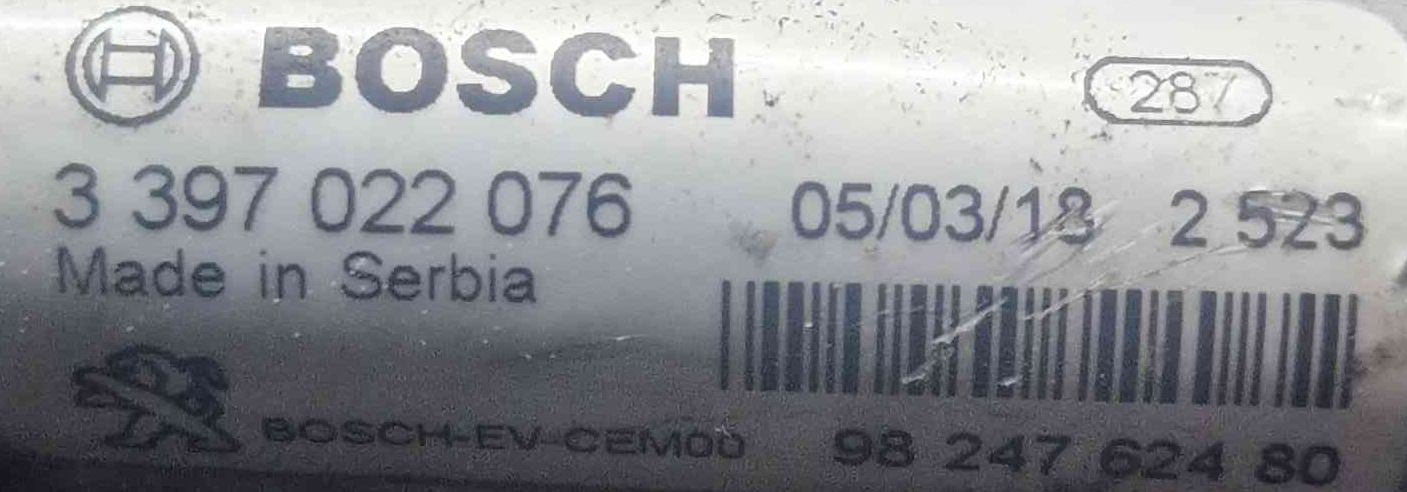 BOSCH 287
3 397 022 076 05/03/18 2 523
Made in Serbia
BOSCH-EV-CEM00 98 247 624 80